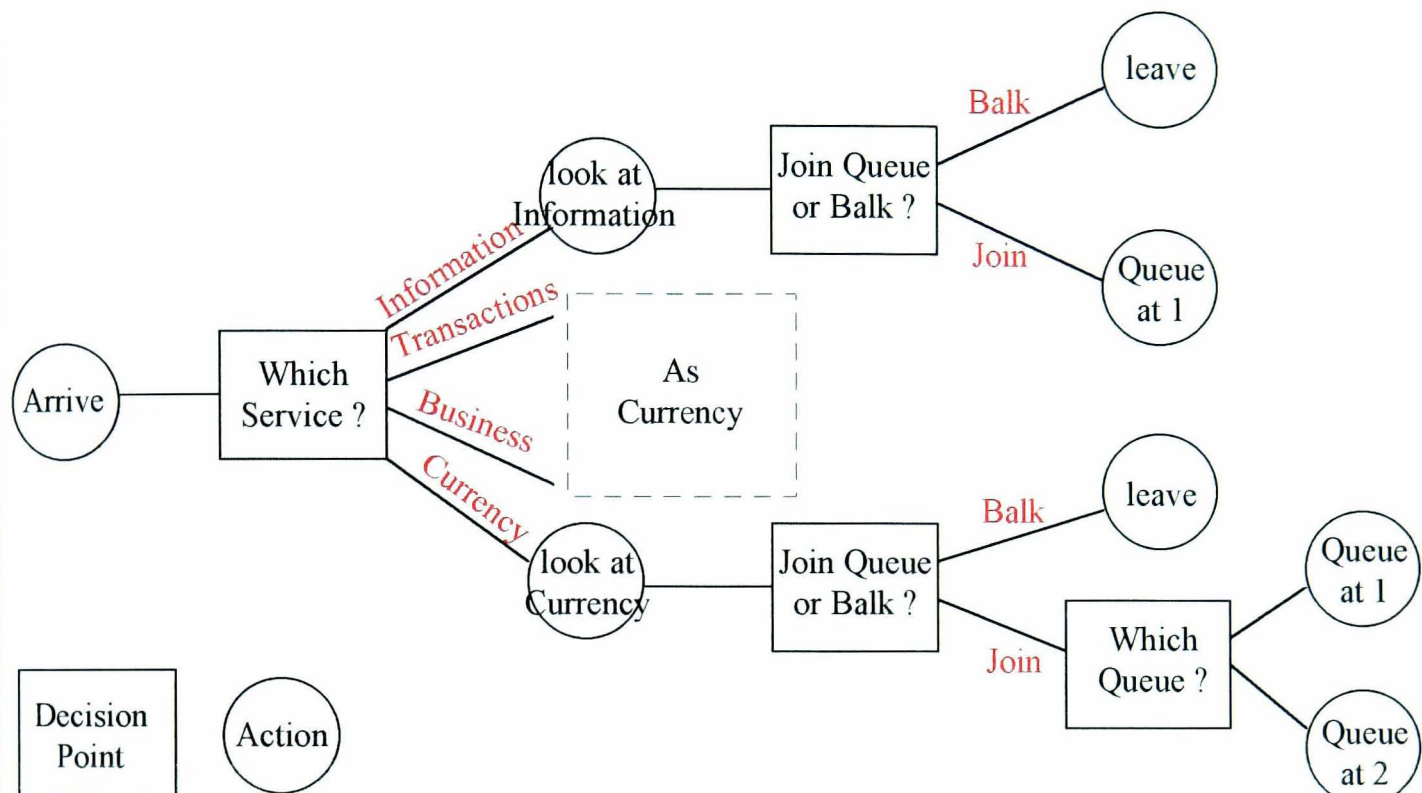 leave
Balk
look at
Information
Join Queue
or Balk ?
Information
Join
Queue
at 1
Transactions
Arrive
Which
Service ?
As
Currency
Business
Currency
look at
Currency
Join Queue
or Balk ?
Balk
leave
Queue
at 1
Join
Which
Queue ?
Queue
at 2
Decision
Point
Action